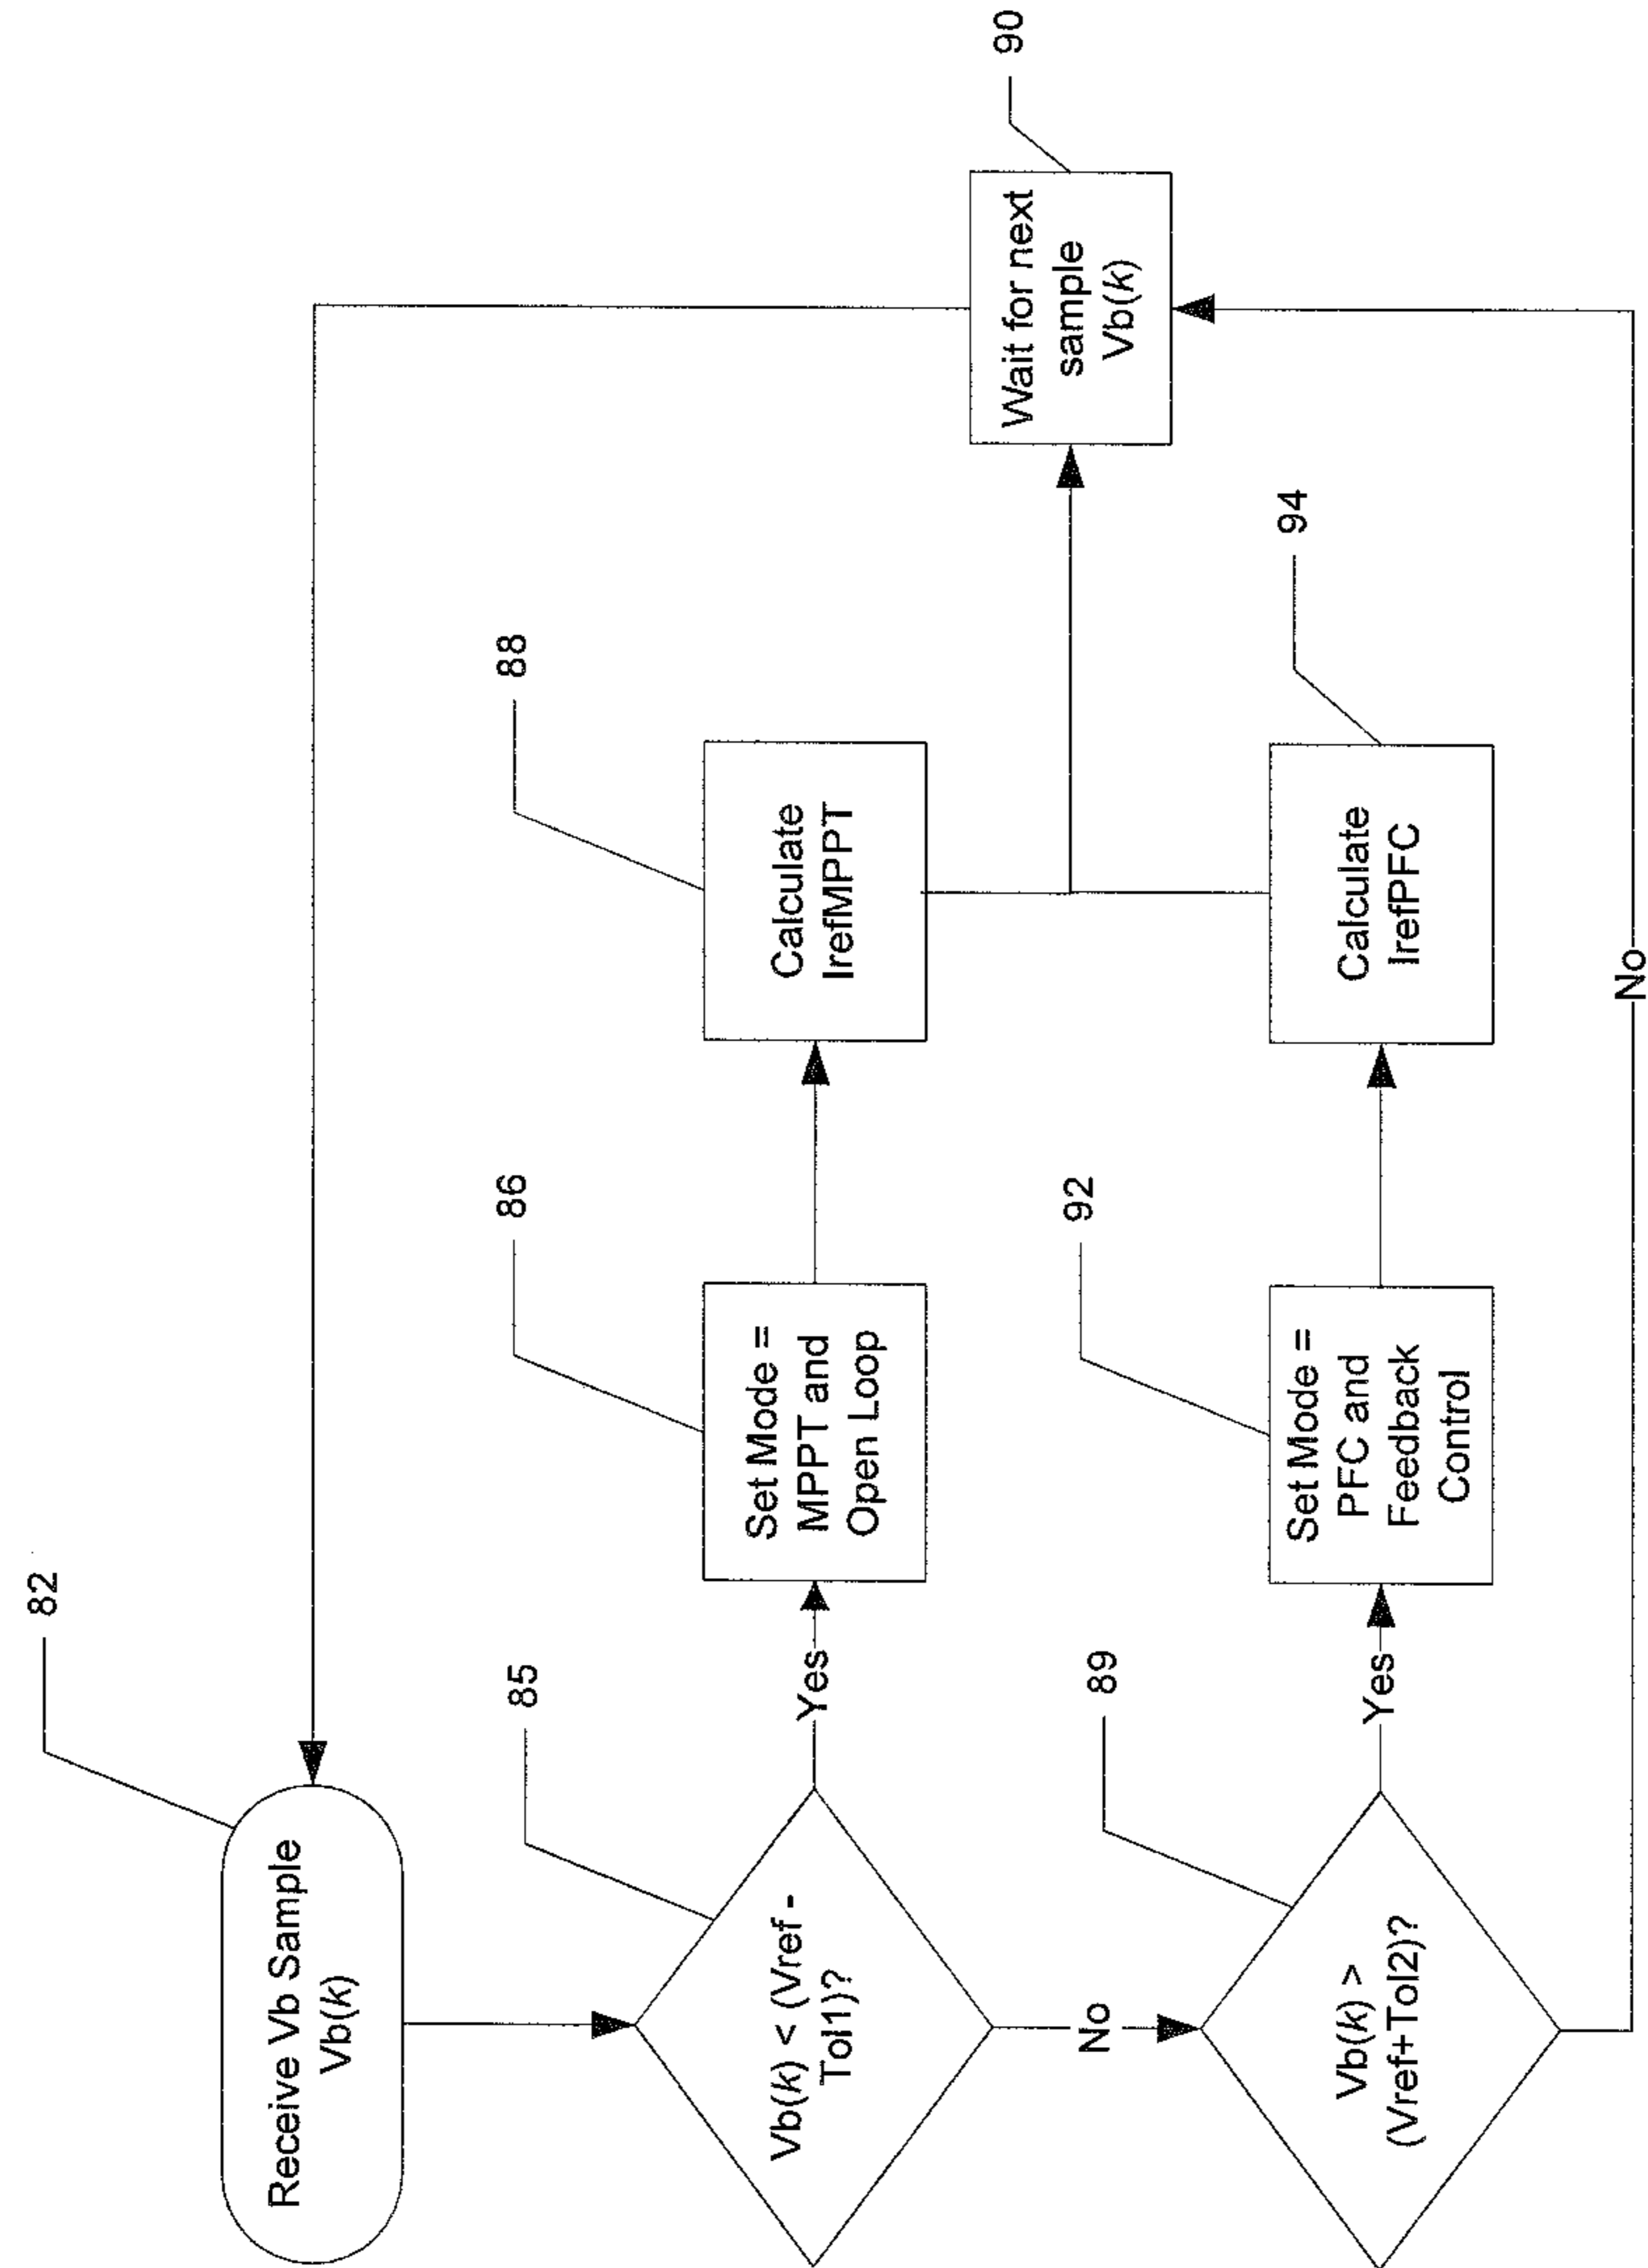 82
Receive Vb Sample
Vb(k)
85
Vb(k) < (Vref -
Tol1)?
Yes
86
Set Mode =
MPPT and
Open Loop
88
Calculate
IrefMPPT
90
Wait for next
sample
Vb(k)
No
89
Vb(k) >
(Vref+Tol2)?
Yes
92
Set Mode =
PFC and
Feedback
Control
94
Calculate
IrefPFC
No